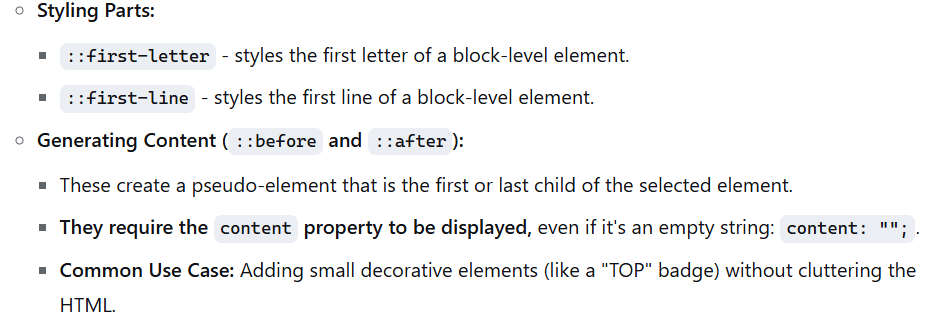 Styling Parts:
::first-letter - styles the first letter of a block-level element.
::first-line - styles the first line of a block-level element.
Generating Content (::before and ::after):
These create a pseudo-element that is the first or last child of the selected element.
They require the content property to be displayed, even if it's an empty string: content: "";.
Common Use Case: Adding small decorative elements (like a "TOP" badge) without cluttering the
HTML.